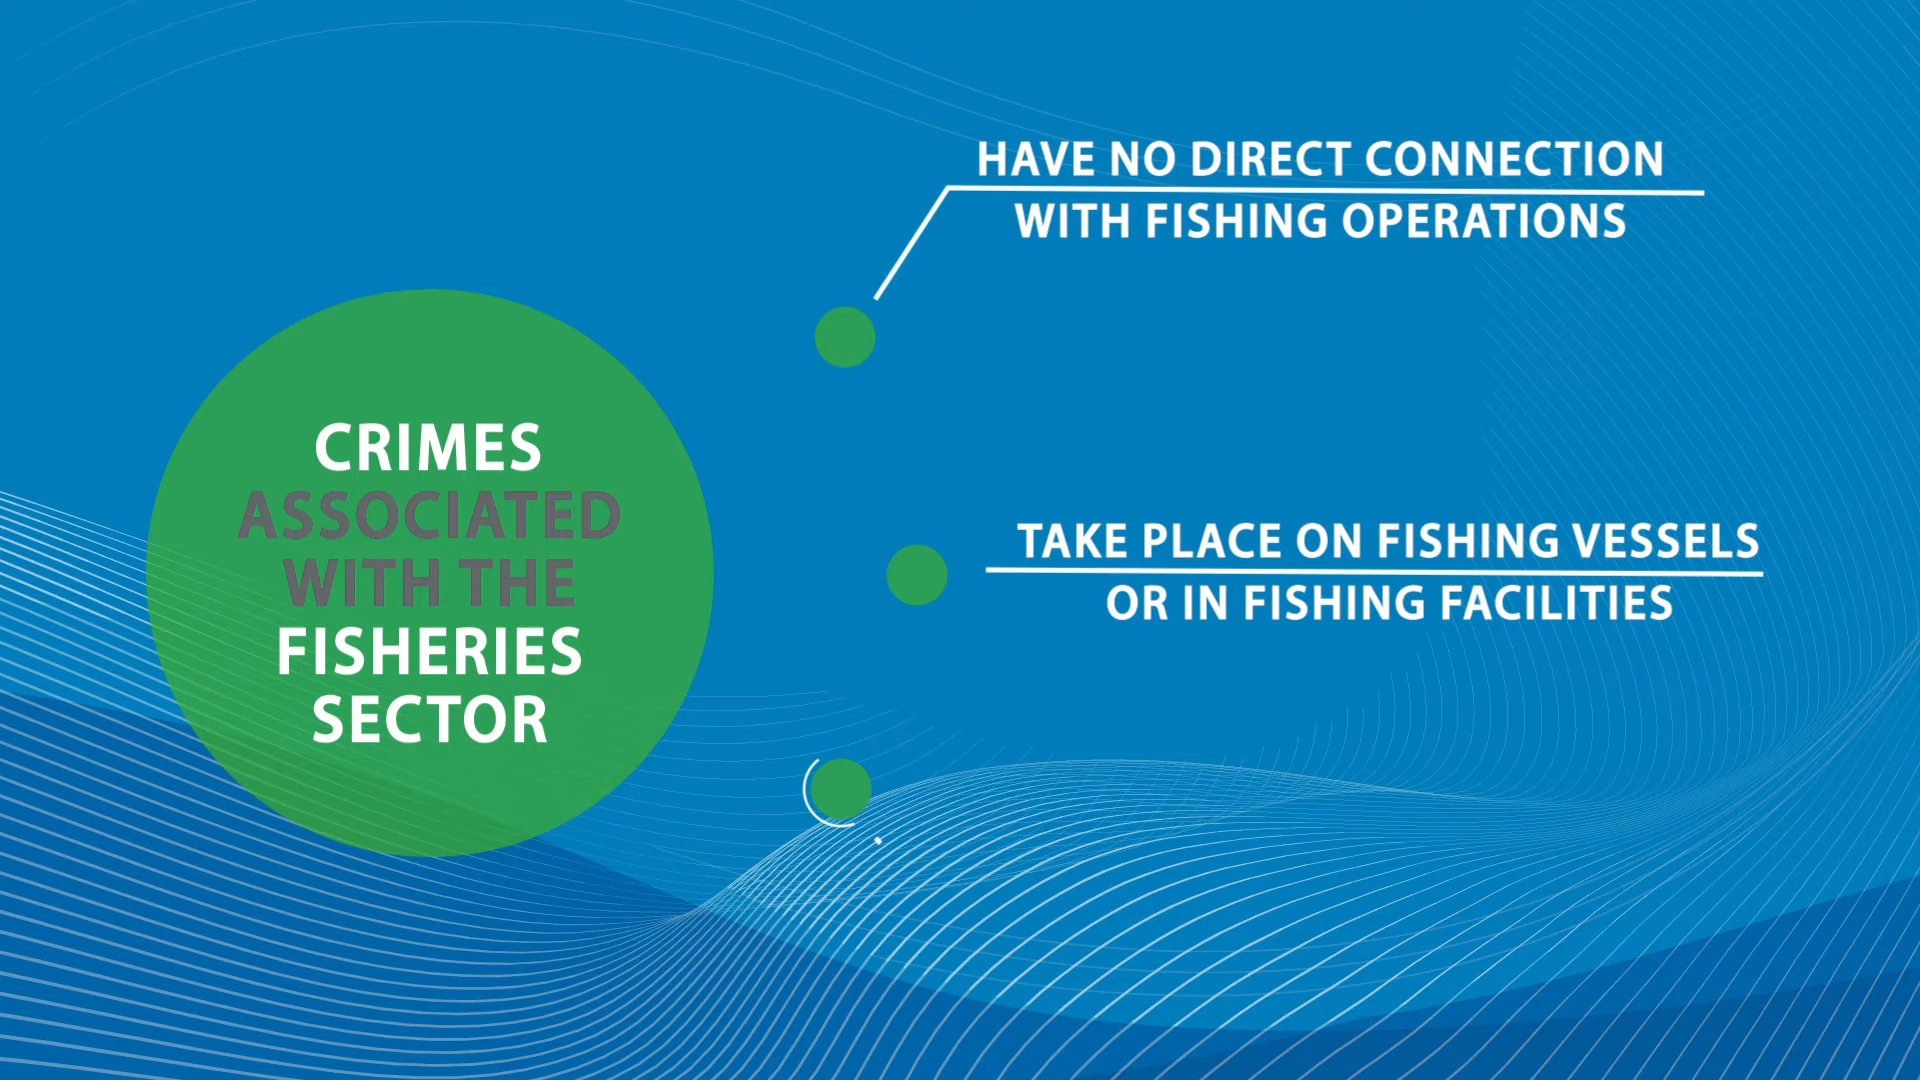 CRIMES
ASSOCIATED
WITH THE
FISHERIES
SECTOR
HAVE NO DIRECT CONNECTION
WITH FISHING OPERATIONS
TAKE PLACE ON FISHING VESSELS
OR IN FISHING FACILITIES